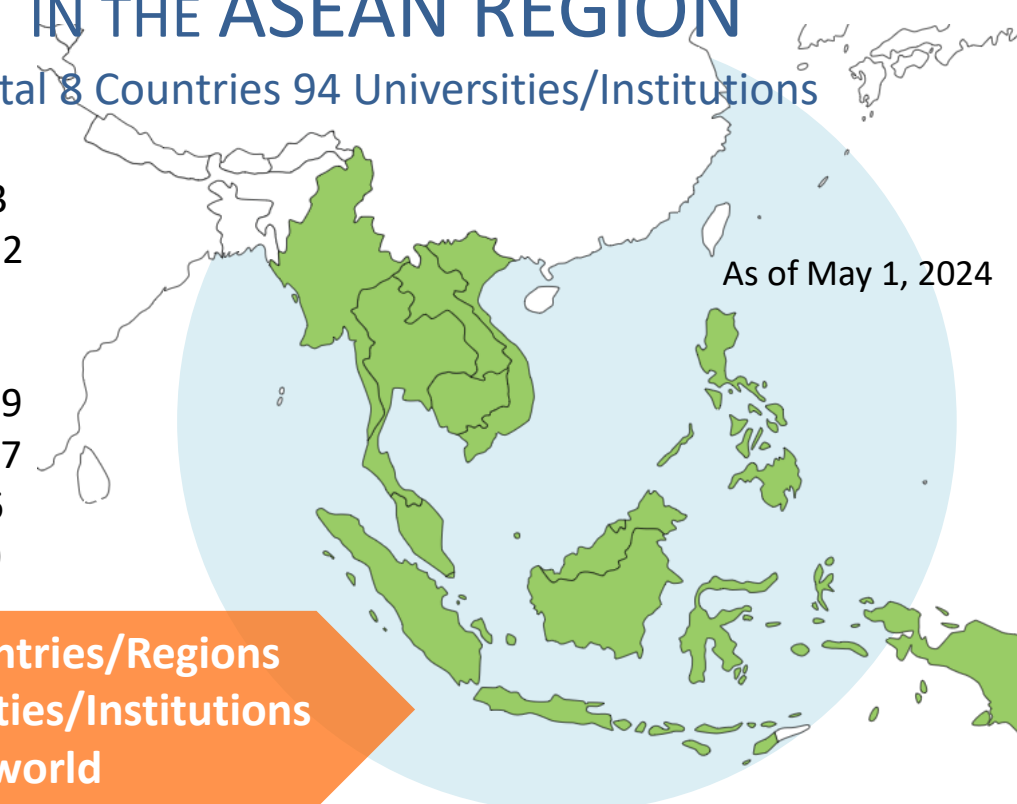 IN THE ASEAN REGION
tal 8 Countries 94 Universities/Institutions
2
As of May 1, 2024
9
7
ntries/Regions
ties/Institutions
world